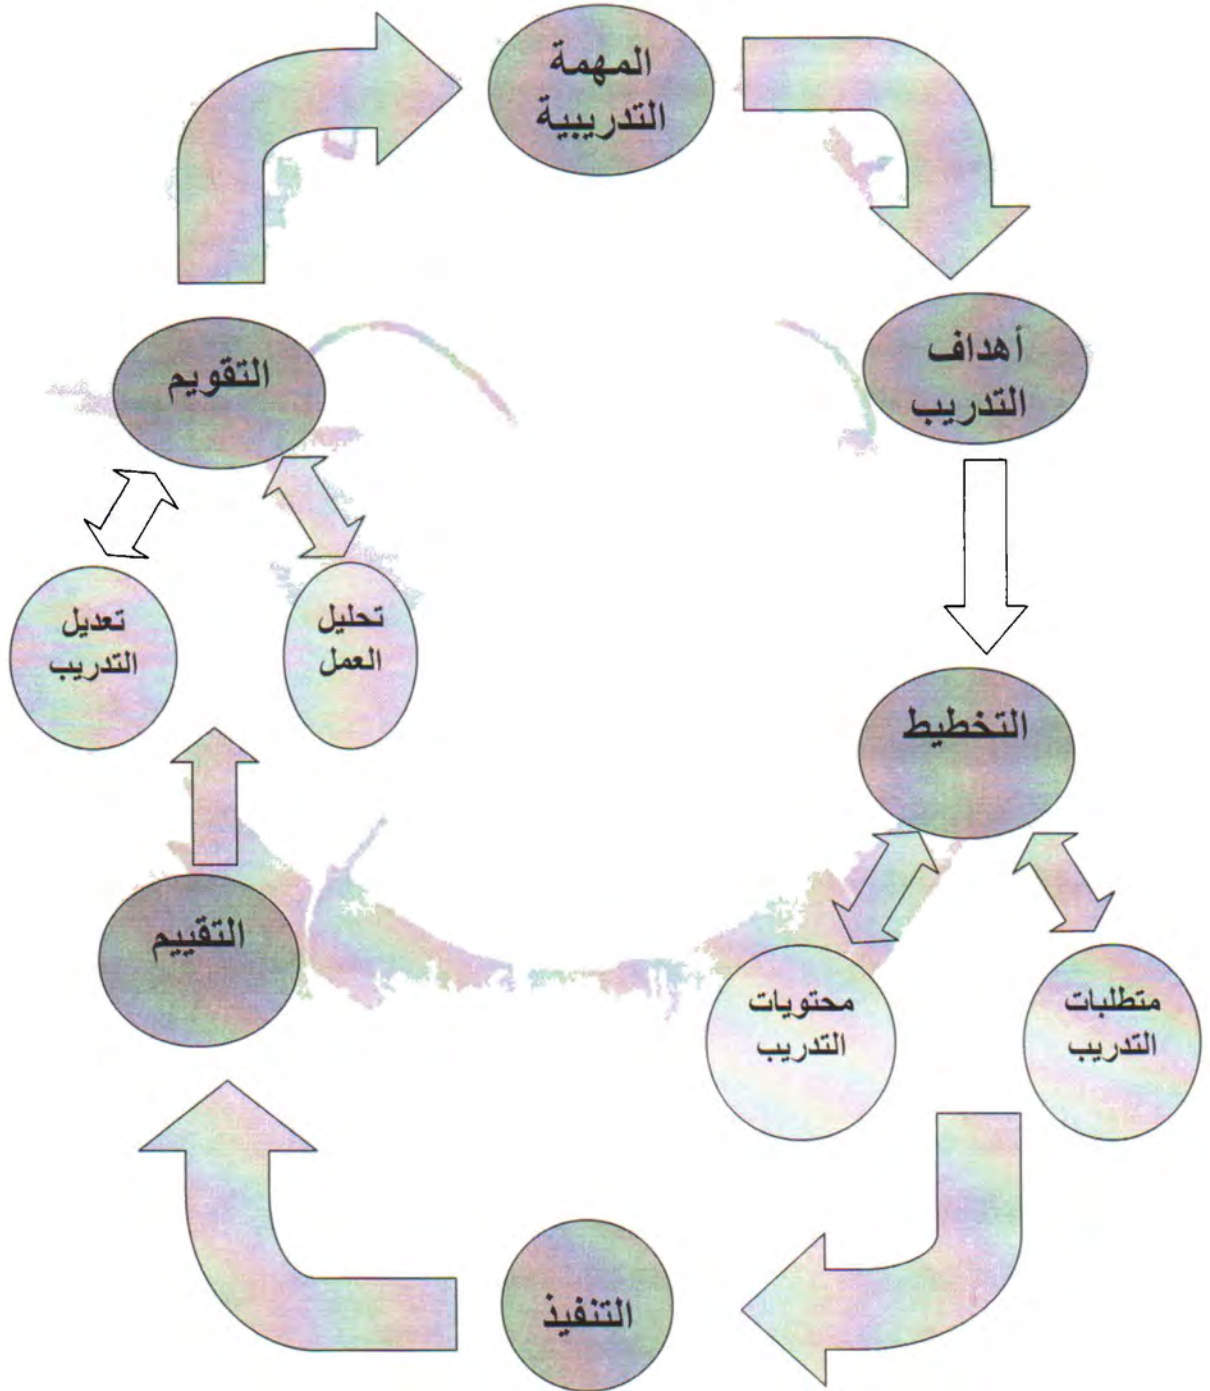 المهمة
التدريبية
أهداف
التدريب
التخطيط
متطلبات
التدريب
محتويات
التدريب
التنفيذ
التقييم
التقويم
تحليل
العمل
تعديل
التدريب